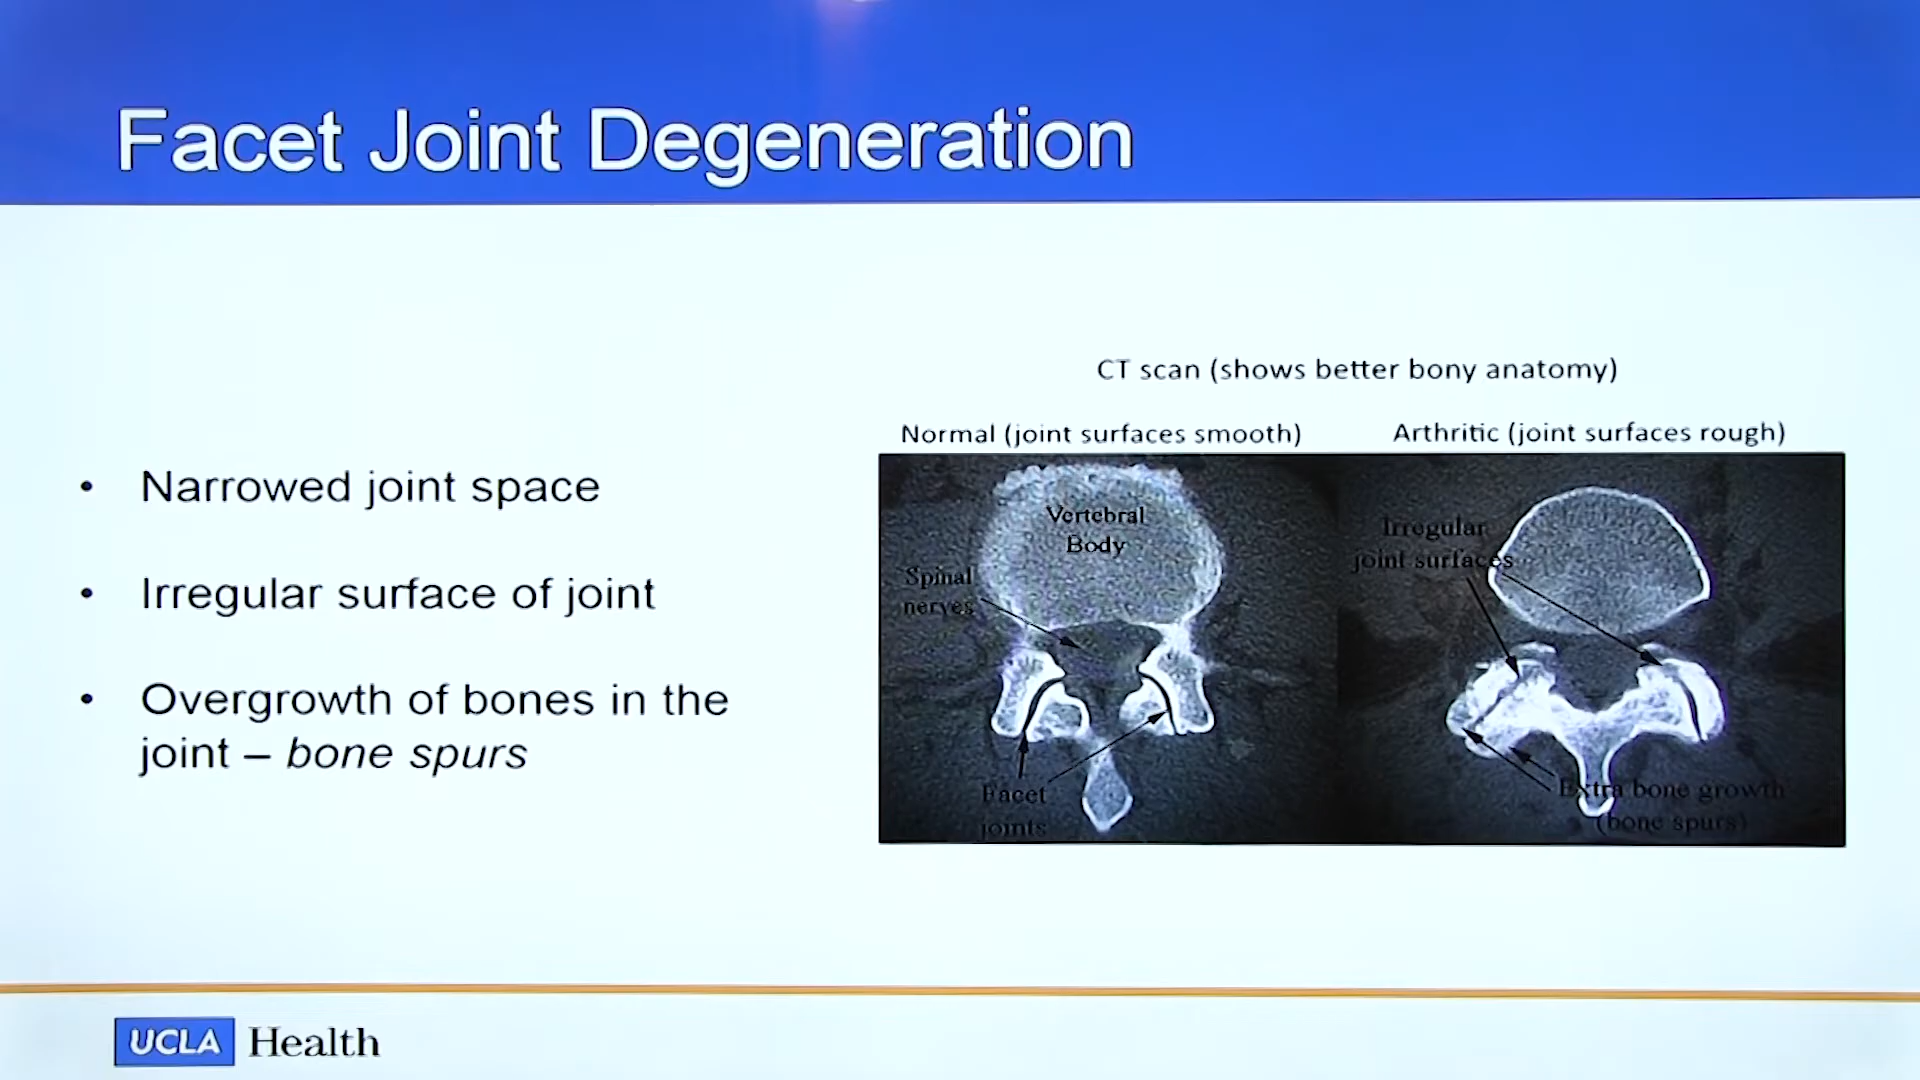 Facet Joint Degeneration
CT scan (shows better bony anatomy)
Normal (joint surfaces smooth)
Arthritic (joint surfaces rough)
• Narrowed joint space
• Irregular surface of joint
• Overgrowth of bones in the
joint – bone spurs
Vertebral
Body
Spinal
nerves
Facet
joints
Irregular
joint surfaces
Extra bone growth
(bone spurs)
UCLA Health